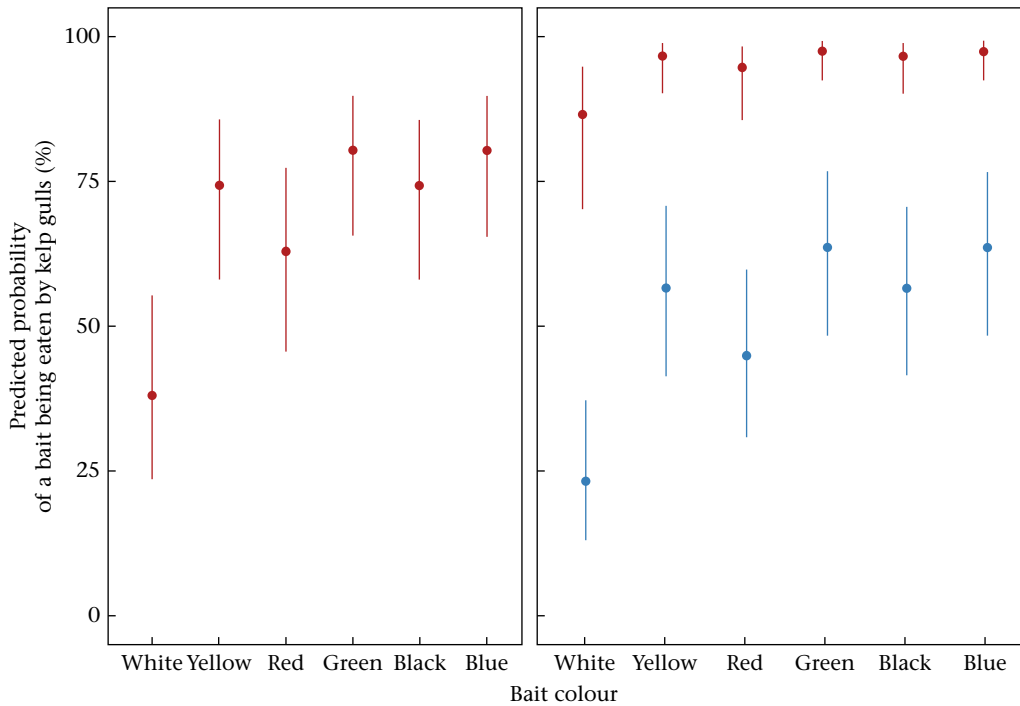 Predicted probability
of a bait being eaten by kelp gulls (%)
100
75
50
25
0
White Yellow Red Green Black Blue
White Yellow Red Green Black Blue
Bait colour